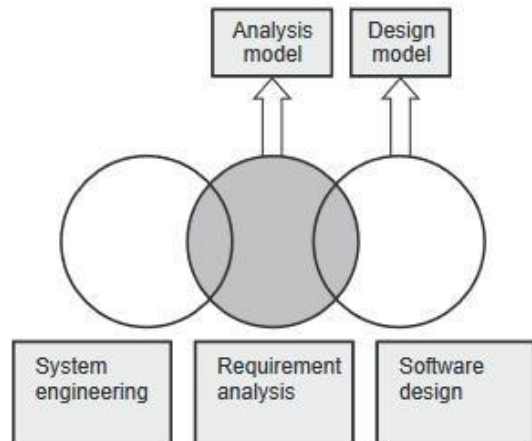 Analysis
model
Design
model
System
engineering
Requirement
analysis
Software
design